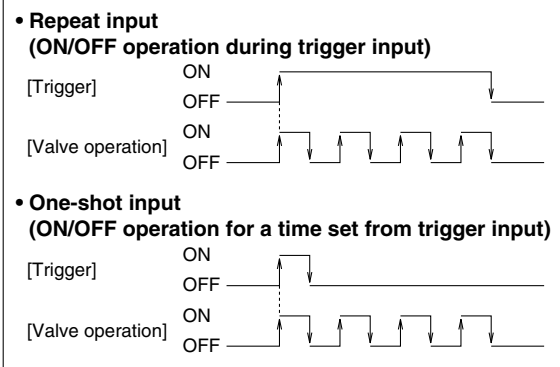 • Repeat input
(ON/OFF operation during trigger input)
ON
[Trigger]
OFF
ON
[Valve operation]
OFF
• One-shot input
(ON/OFF operation for a time set from trigger input)
ON
[Trigger]
OFF
ON
[Valve operation]
OFF